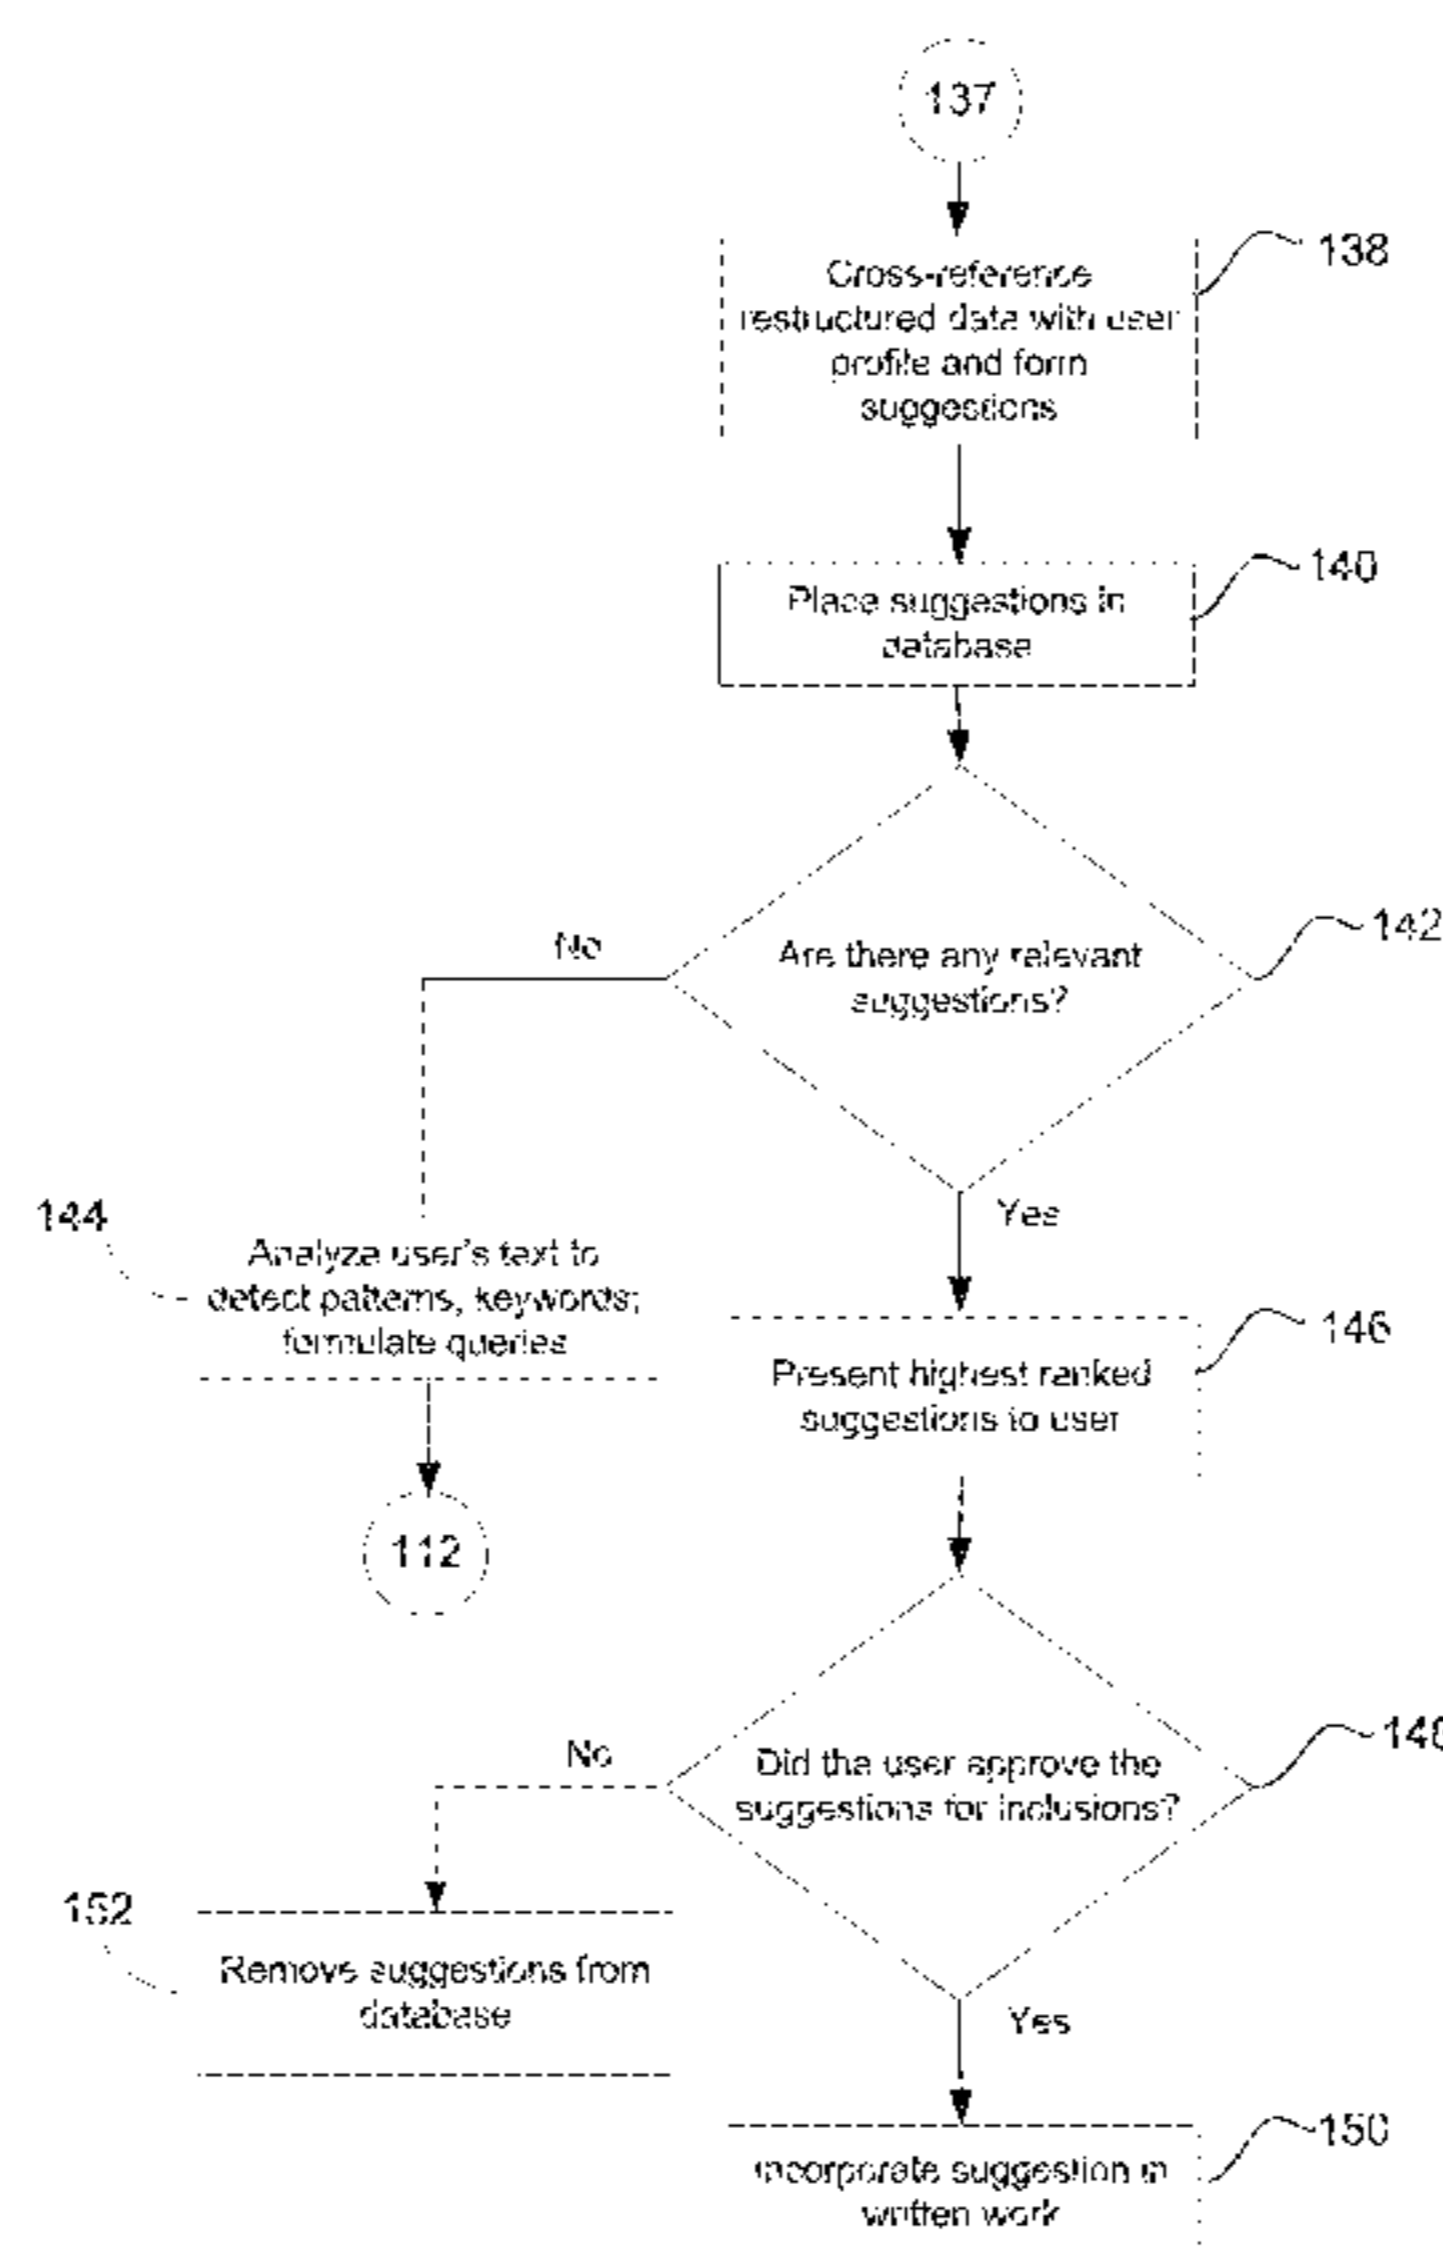 137
138
Cross-reference
restructured data with user
profile and form
suggestions
140
Place suggestions in
database
142
No
Are there any relevant
suggestions?
144
Yes
Analyze user's text to
detect patterns, keywords;
formulate queries
146
Present highest ranked
suggestions to user
112
148
No
Did the user approve the
suggestions for inclusions?
152
Remove suggestions from
database
Yes
150
Incorporate suggestion in
written work